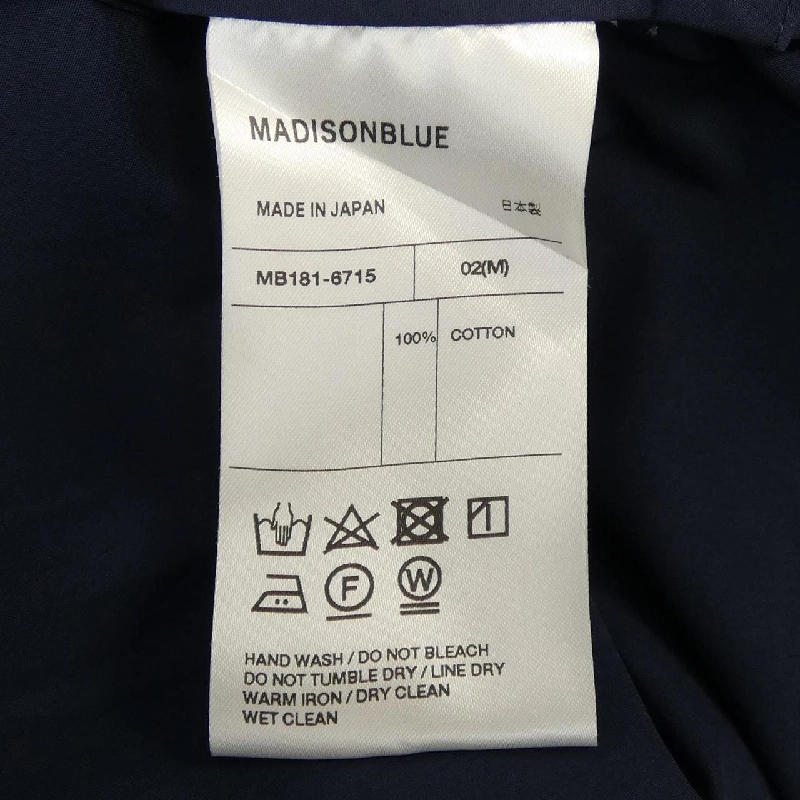 MADISONBLUE
MADE IN JAPAN 日本製
MB181-6715 02(M)
100% COTTON
F W
HAND WASH / DO NOT BLEACH
DO NOT TUMBLE DRY / LINE DRY
WARM IRON / DRY CLEAN
WET CLEAN